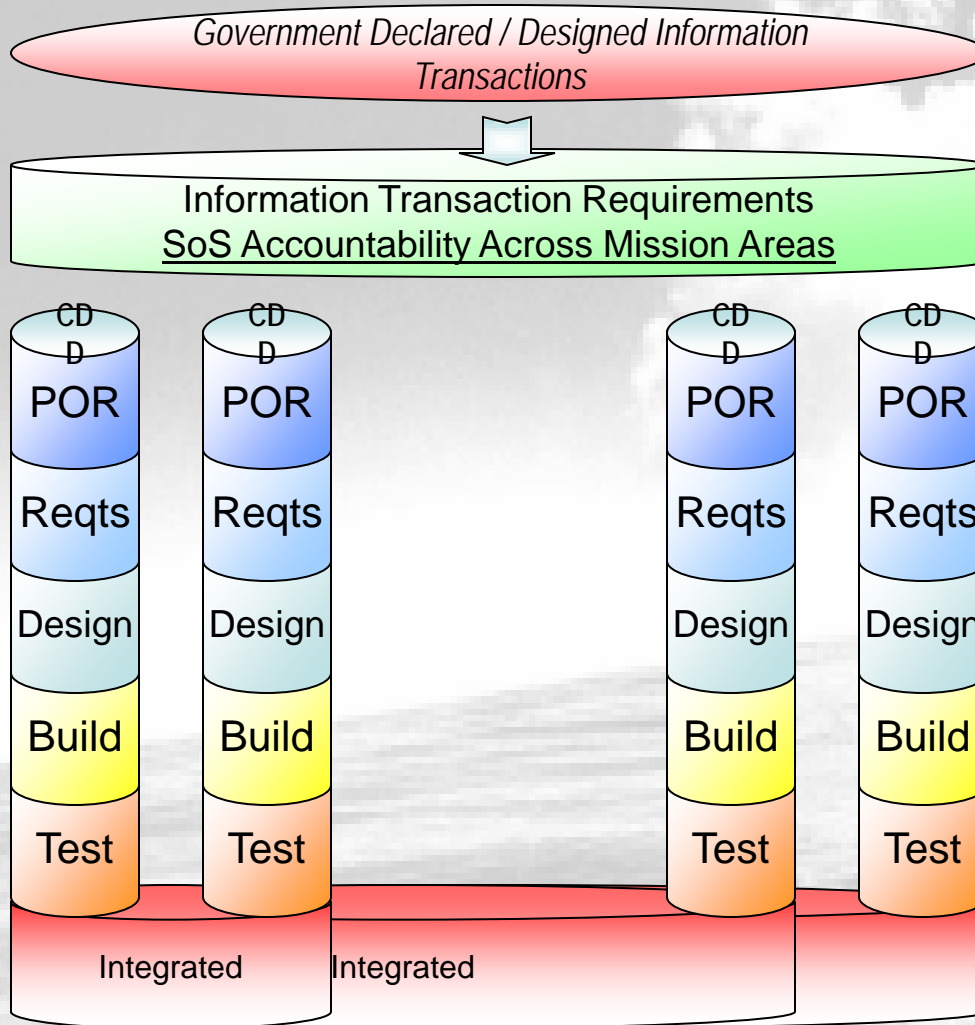 Government Declared / Designed Information
Transactions
Information Transaction Requirements
SoS Accountability Across Mission Areas
CD
D
POR
Reqts
Design
Build
Test
CD
D
POR
Reqts
Design
Build
Test
CD
D
POR
Reqts
Design
Build
Test
CD
D
POR
Reqts
Design
Build
Test
Integrated
Integrated